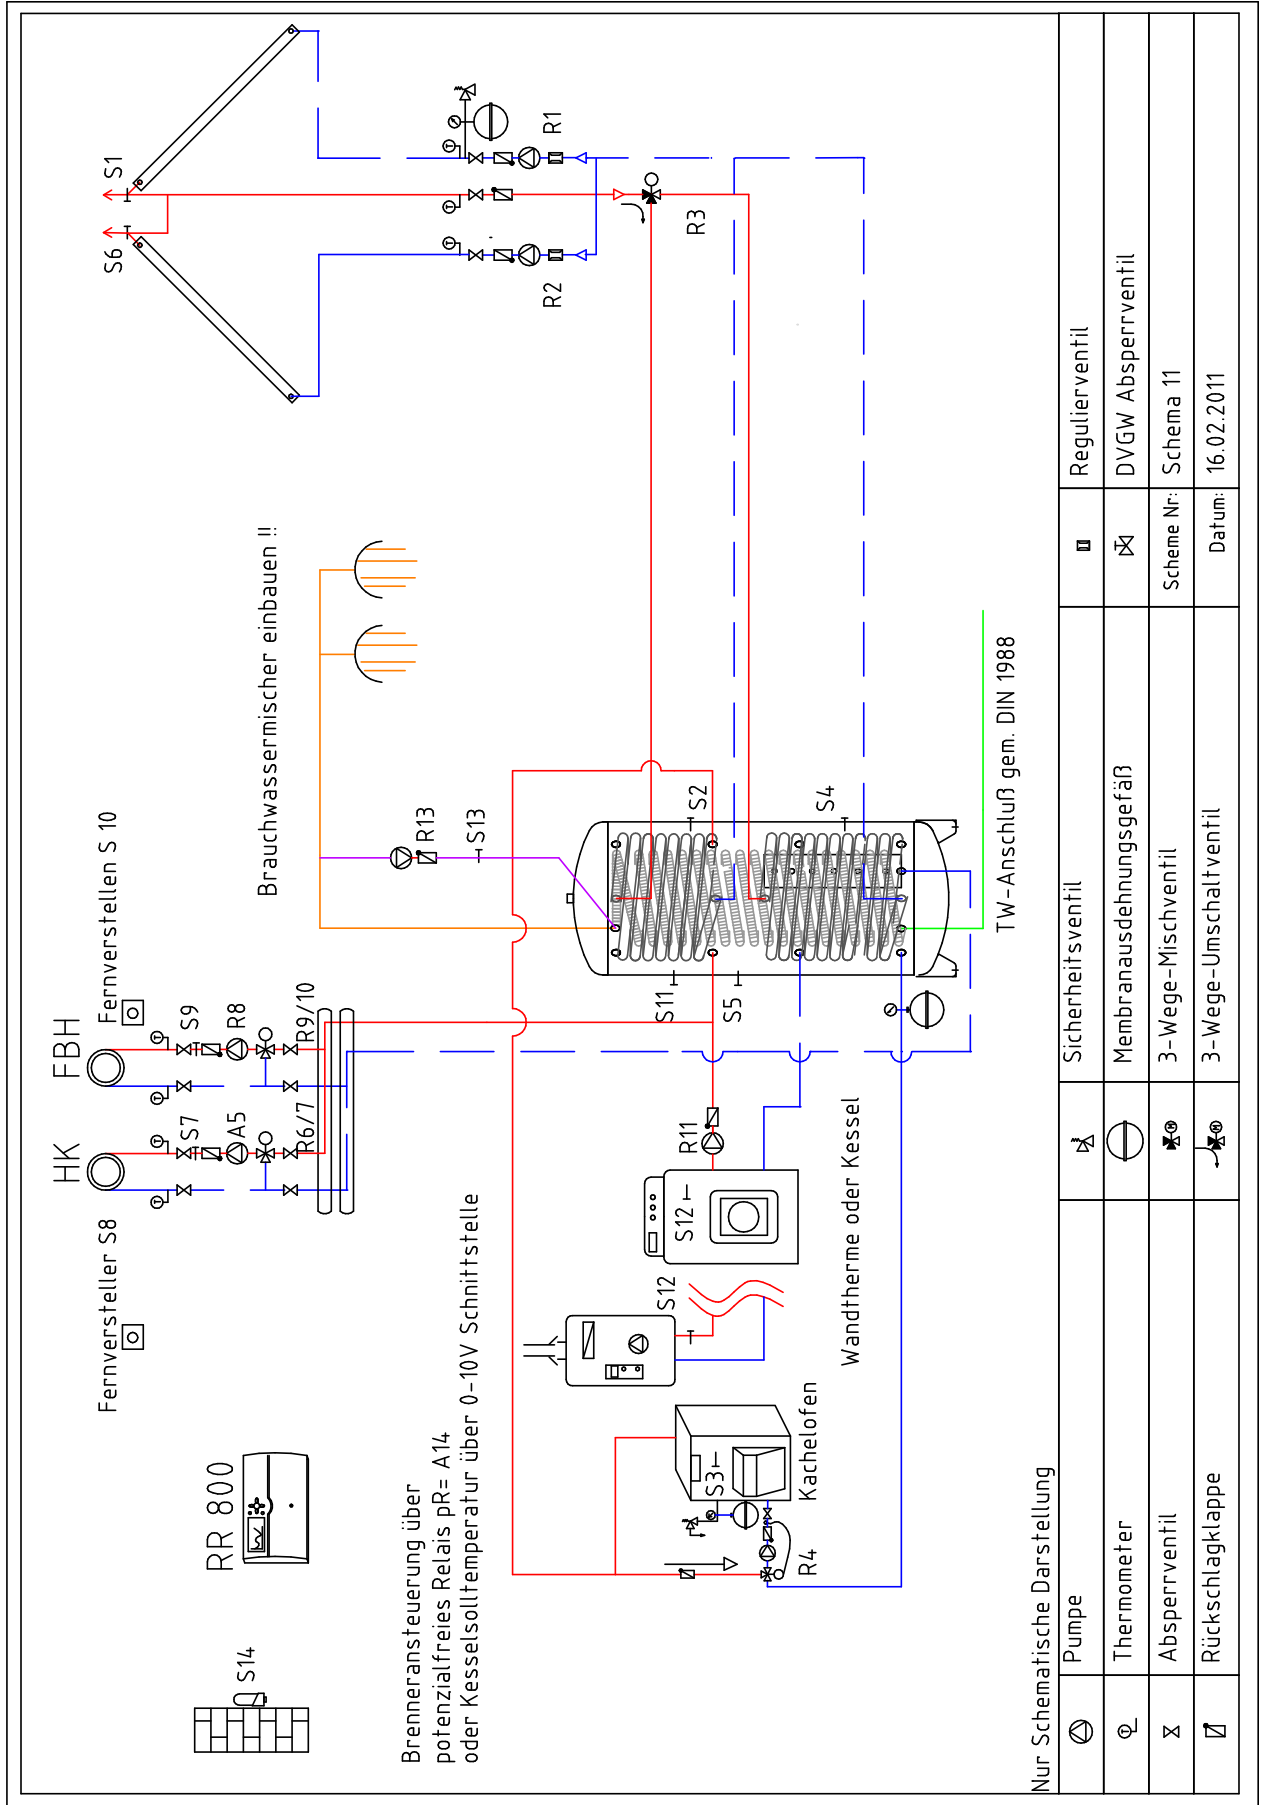 S14
RR 800
Fernversteller S8
HK
FBH
Fernverstellen S 10
S7
A5
R6/7
S9
R8
R9/10
Brauchwassermischer einbauen !!
S6
S1
R2
R1
R3
R13
S13
Brenneransteuerung über
potenzialfreies Relais pR= A14
oder Kesselsolltemperatur über 0-10V Schnittstelle
S3
R4
Kachelofen
S12
S12
R11
Wandtherme oder Kessel
S11
S5
S2
S4
TW-Anschluß gem. DIN 1988
Nur Schematische Darstellung
Pumpe
Sicherheitsventil
Regulierventil
Thermometer
Membranausdehnungsgefäß
DVGW Absperrventil
Absperrventil
3-Wege-Mischventil
Scheme Nr: Schema 11
Rückschlagklappe
3-Wege-Umschaltventil
Datum: 16.02.2011